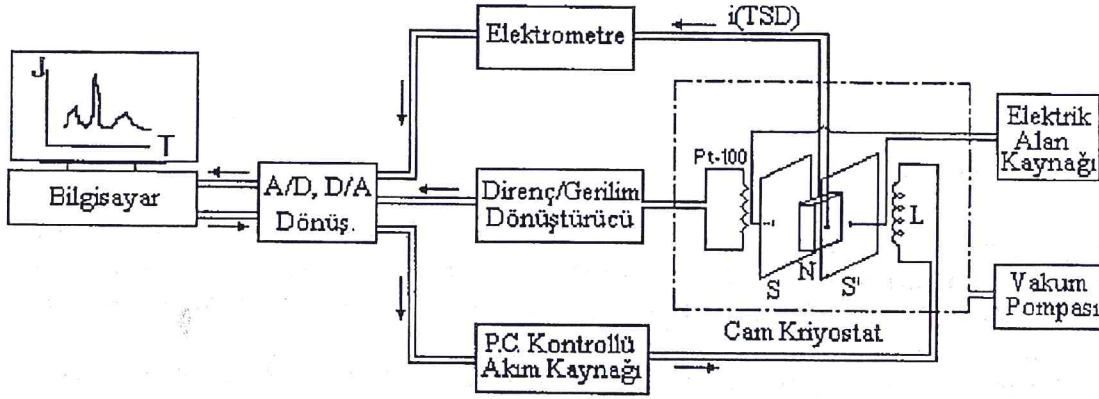 i(TSD)
Elektrometre
J
T
Bilgisayar
A/D, D/A
Dönüş.
Direnç/Gerilim
Dönüştürücü
Pt-100
S
N
S'
L
Elektrik
Alan
Kaynağı
Vakum
Pompası
Cam Kriyostat
P.C. Kontrollü
Akım Kaynağı